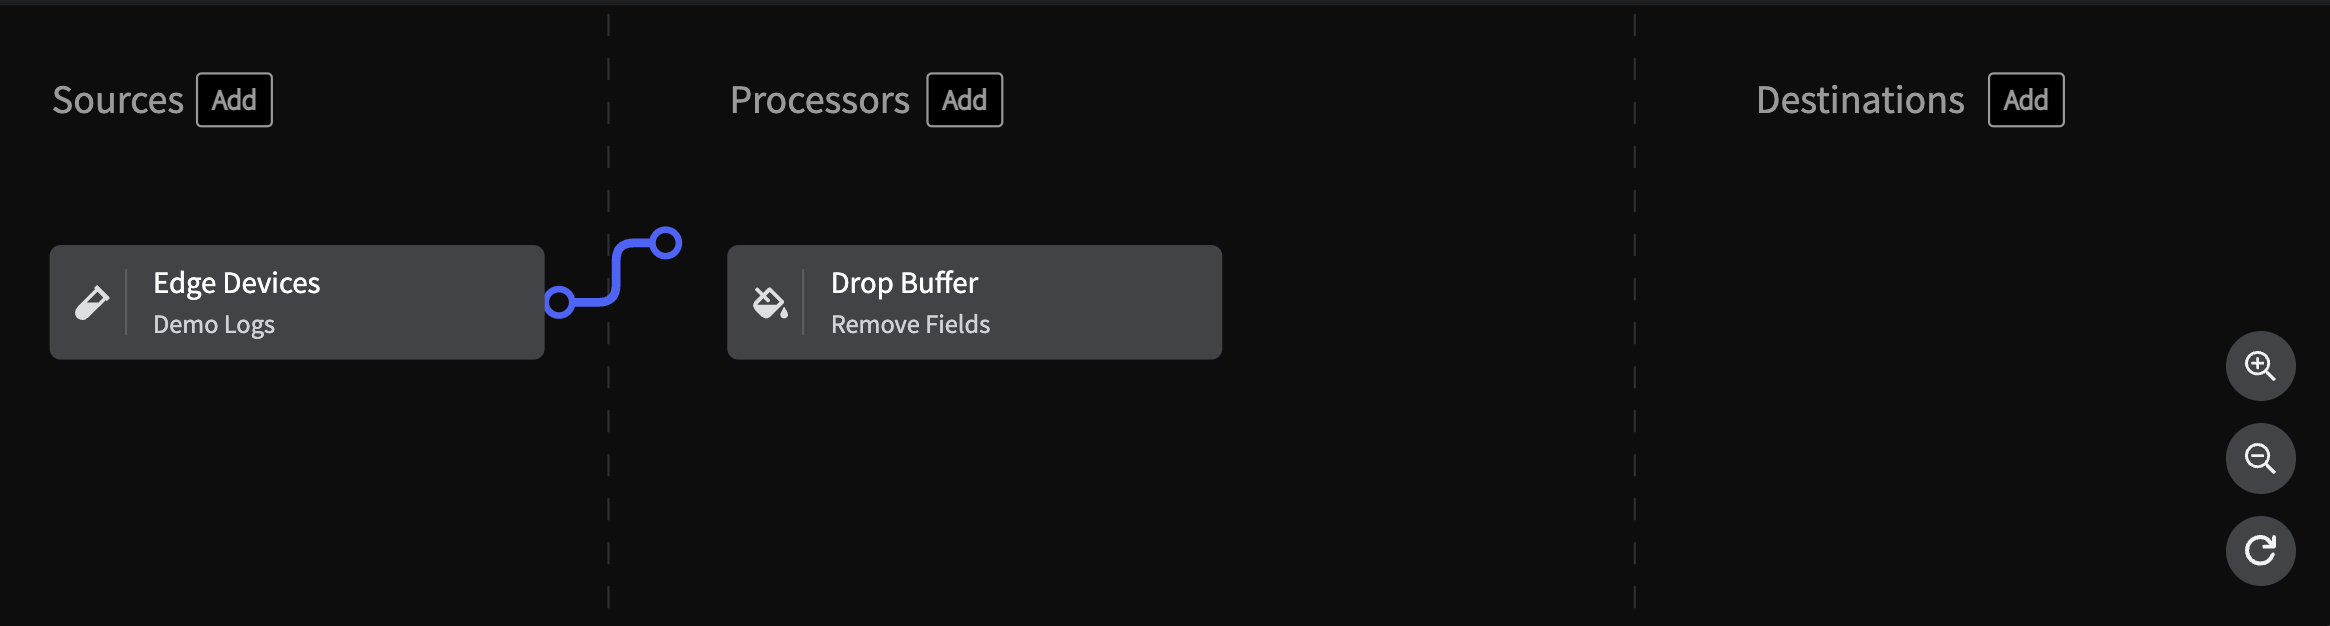 Sources Add
Processors Add
Destinations Add
Edge Devices
Demo Logs
Drop Buffer
Remove Fields